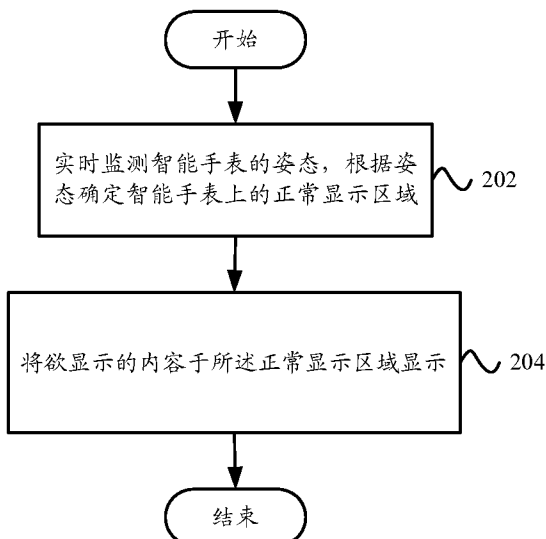 开始
实时监测智能手表的姿态，根据姿
态确定智能手表上的正常显示区域
202
将欲显示的内容于所述正常显示区域显示
204
结束